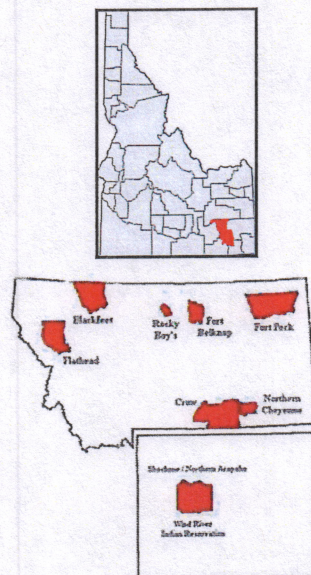 Blackfeet
Rocky
Boy's
Fort
Belknap
Fort Peck
Flathead
Crow
Northern
Cheyenne
Shoshone / Northern Arapaho
Wind River
Indian Reservation